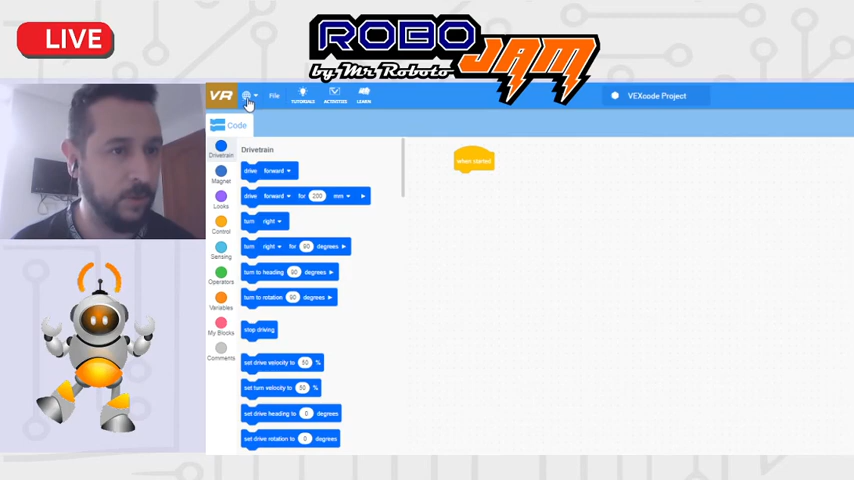 LIVE
ROBO
JAM
by Mr Roboto
VR
File
TUTORIALS
ACTIVITIES
LEARN
VEXcode Project
Code
Drivetrain
Magnet
Looks
Control
Sensing
Operators
Variables
My Blocks
Comments
Drivetrain
drive forward
drive forward for 200 mm
turn right
turn right for 90 degrees
turn to heading 90 degrees
turn to rotation 90 degrees
stop driving
set drive velocity to 50 %
set turn velocity to 50 %
set drive heading to 0 degrees
set drive rotation to 0 degrees
when started